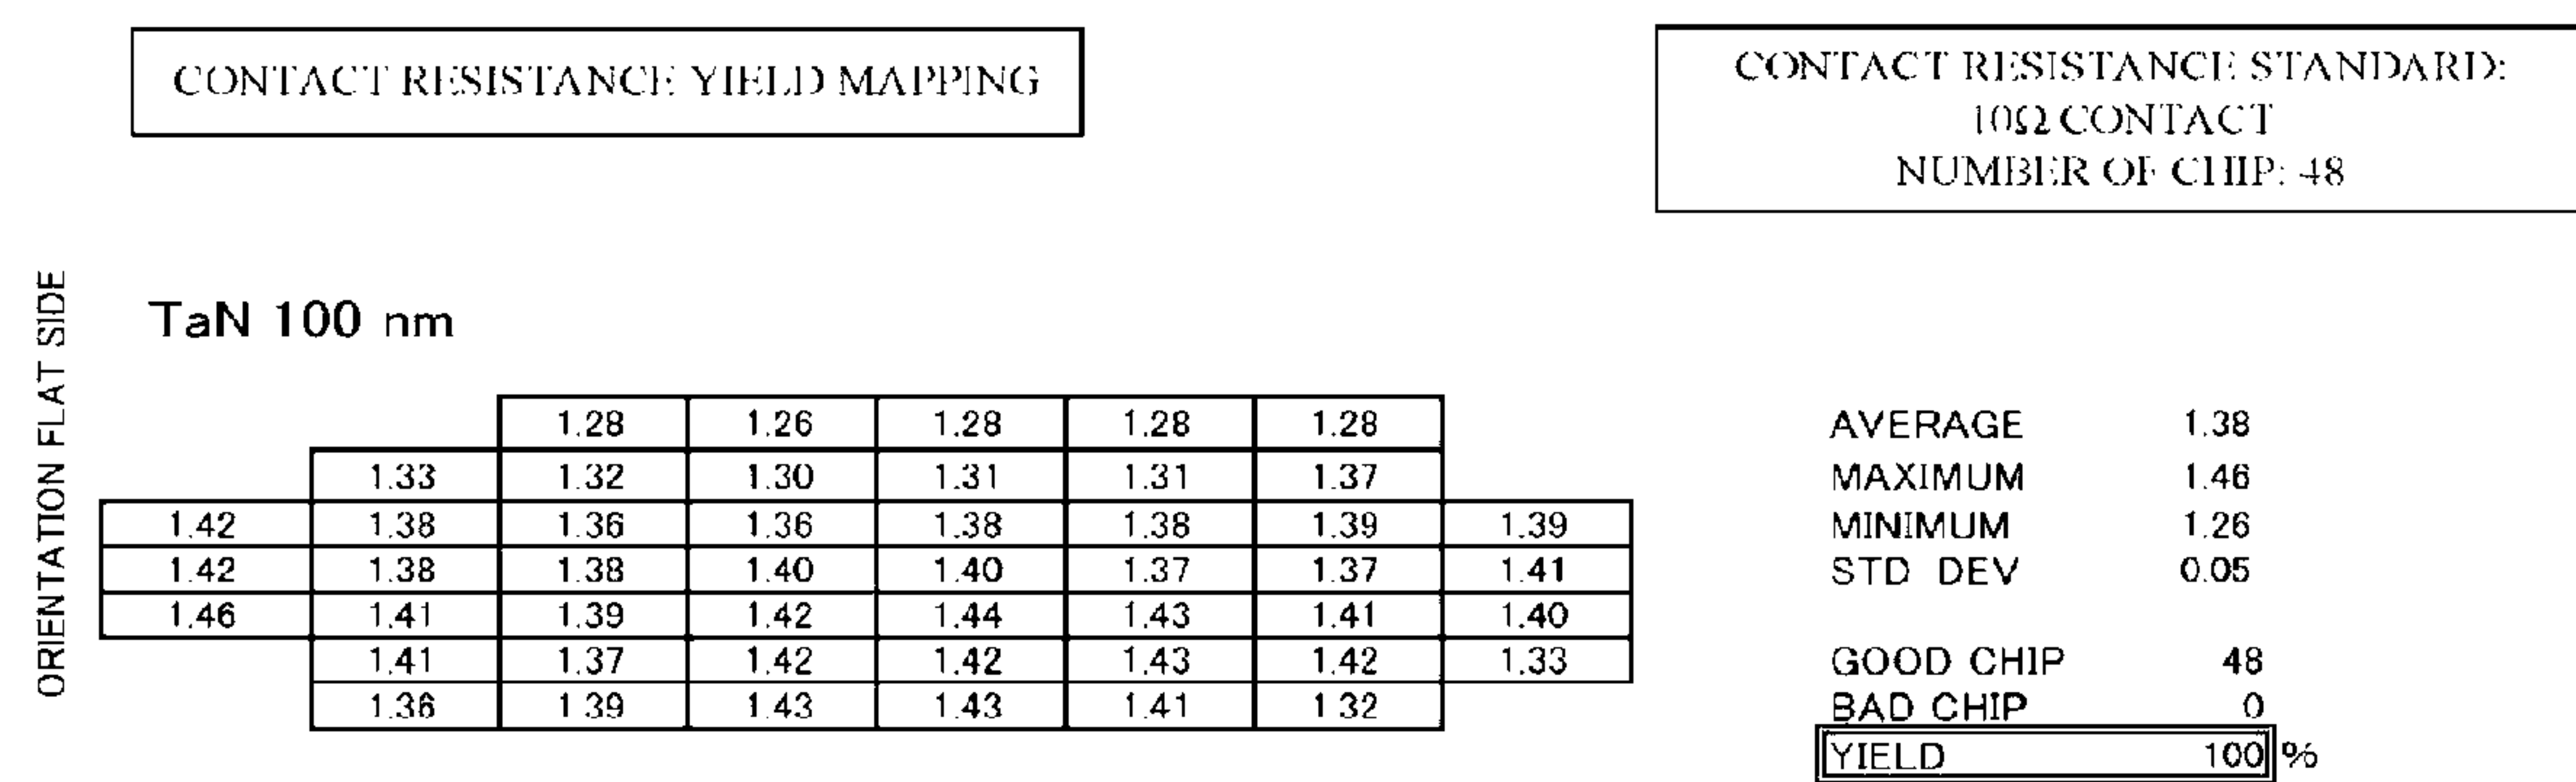 CONTACT RESISTANCE YIELD MAPPING
CONTACT RESISTANCE STANDARD:
10Ω CONTACT
NUMBER OF CHIP: 48
ORIENTATION FLAT SIDE
TaN 100 nm
1.28 1.26 1.28 1.28 1.28
1.33 1.32 1.30 1.31 1.31 1.37
1.42 1.38 1.36 1.36 1.38 1.38 1.39 1.39
1.42 1.38 1.38 1.40 1.40 1.37 1.37 1.41
1.46 1.41 1.39 1.42 1.44 1.43 1.41 1.40
1.41 1.37 1.42 1.42 1.43 1.42 1.33
1.36 1.39 1.43 1.43 1.41 1.32
AVERAGE 1.38
MAXIMUM 1.46
MINIMUM 1.26
STD DEV 0.05
GOOD CHIP 48
BAD CHIP 0
YIELD 100 %